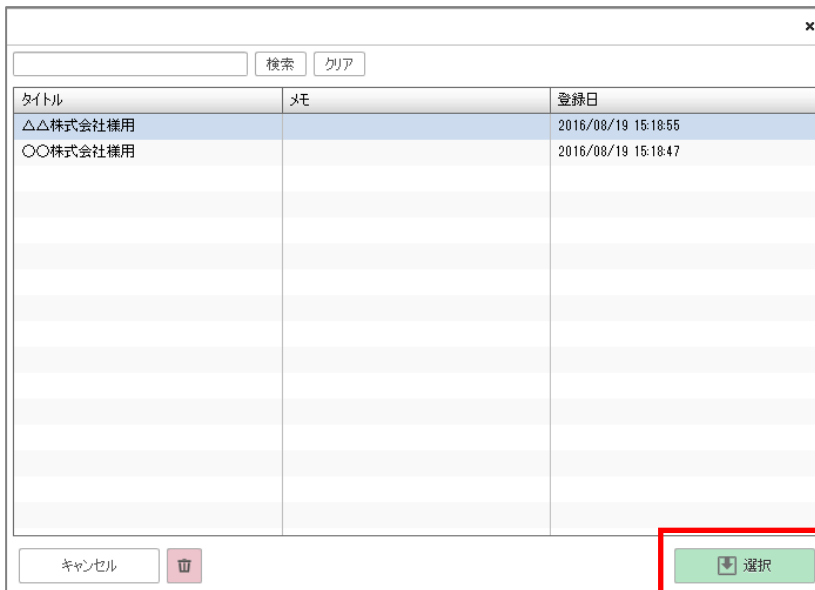 ×
検索 クリア
タイトル メモ 登録日
△△株式会社様用 2016/08/19 15:18:55
〇〇株式会社様用 2016/08/19 15:18:47
キャンセル 選択